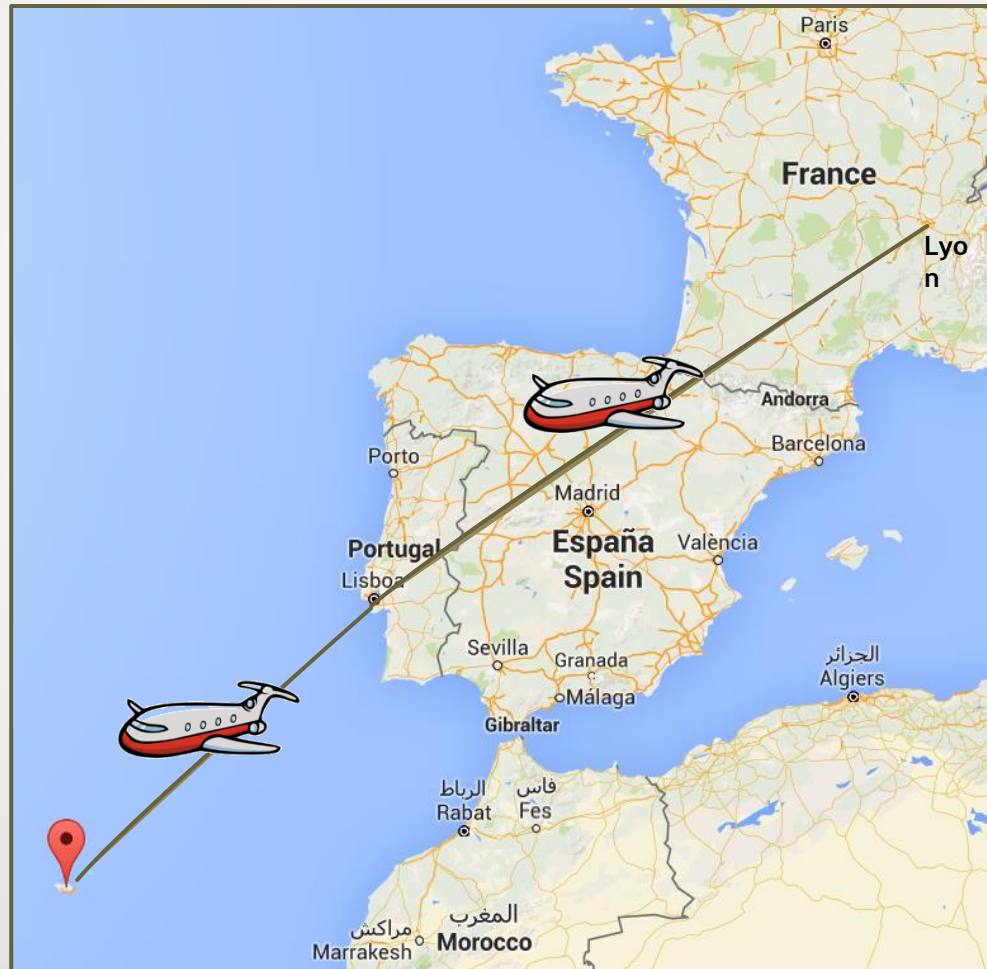 Paris
France
Lyo
n
Andorra
Barcelona
Porto
Madrid
España
Spain
València
Portugal
Lisboa
Sevilla
Granada
Málaga
Gibraltar
الجزائر
Algiers
الرباط
Rabat
فاس
Fes
مراكش
Marrakesh
المغرب
Morocco